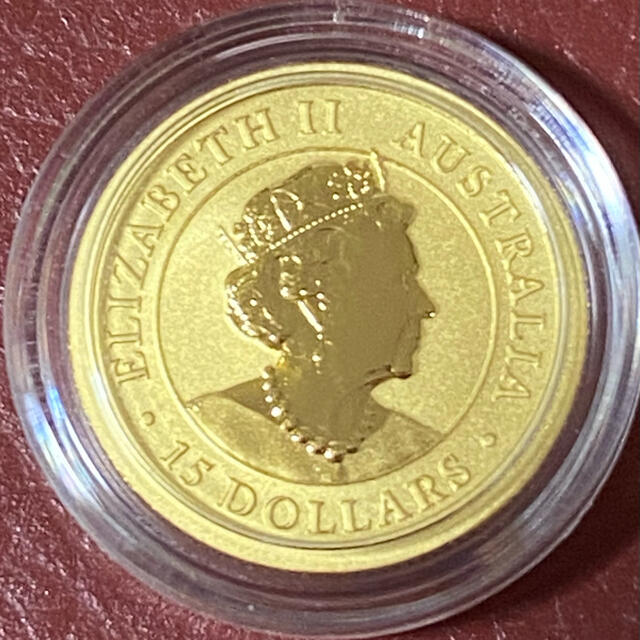 ELIZABETH II AUSTRALIA
• 15 DOLLARS •